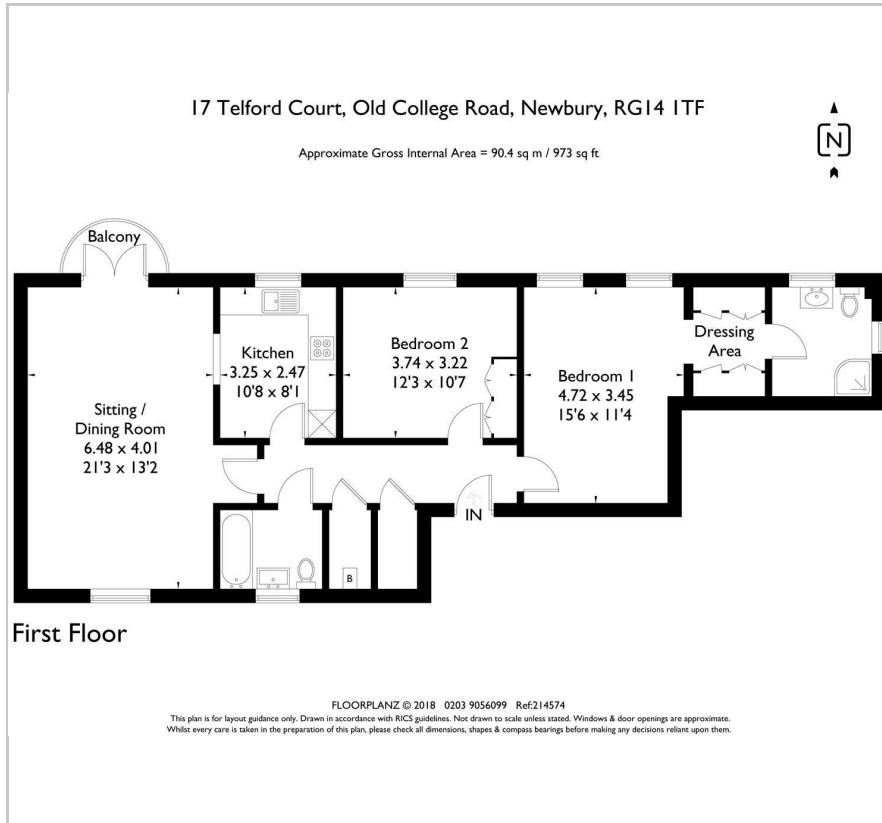 17 Telford Court, Old College Road, Newbury, RG14 1TF
Approximate Gross Internal Area = 90.4 sq m / 973 sq ft
N
Balcony
Sitting /
Dining Room
6.48 x 4.01
21'3 x 13'2
Kitchen
3.25 x 2.47
10'8 x 8'1
Bedroom 2
3.74 x 3.22
12'3 x 10'7
Bedroom 1
4.72 x 3.45
15'6 x 11'4
Dressing
Area
IN
B
First Floor
FLOORPLANZ © 2018 0203 9056099 Ref:214574
This plan is for layout guidance only. Drawn in accordance with RICS guidelines. Not drawn to scale unless stated. Windows & door openings are approximate.
Whilst every care is taken in the preparation of this plan, please check all dimensions, shapes & compass bearings before making any decisions reliant upon them.